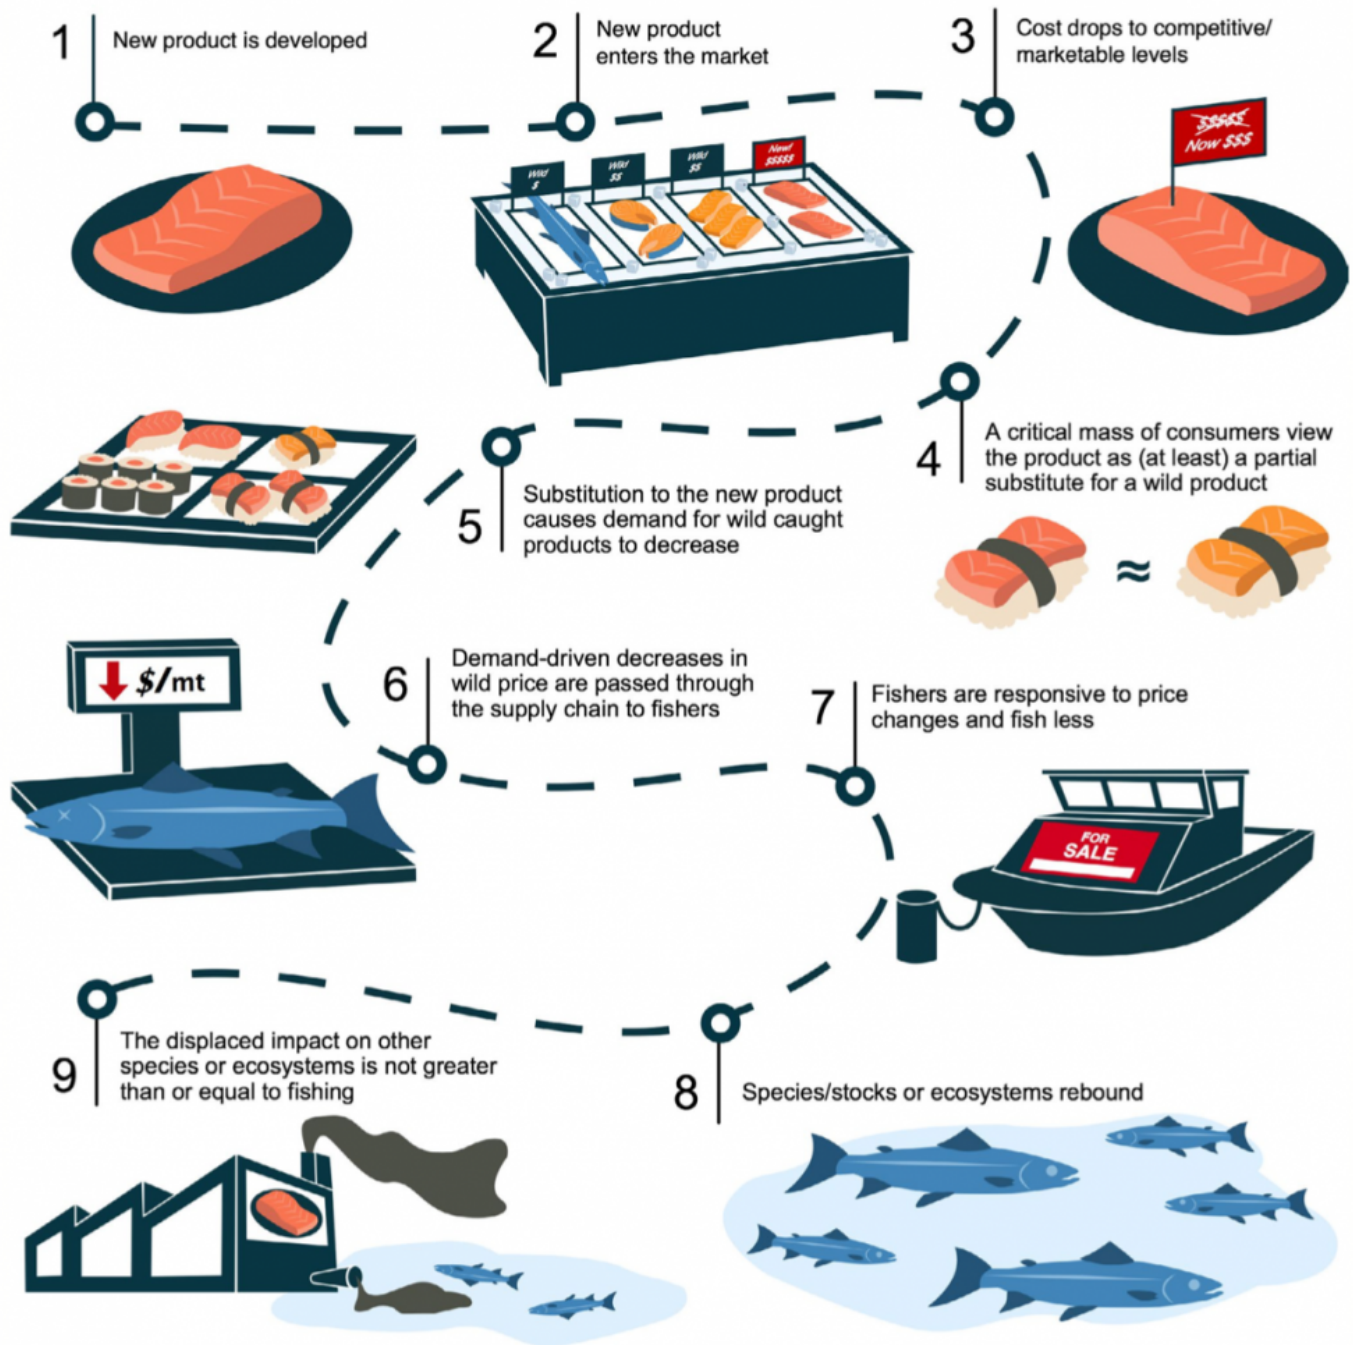 1
New product is developed
2
New product
enters the market
3
Cost drops to competitive/
marketable levels
Wild
$
Wild
$$
Wild
$$
New!
$$$$$
$$$$$
Now $$$
4
A critical mass of consumers view
the product as (at least) a partial
substitute for a wild product
≈
5
Substitution to the new product
causes demand for wild caught
products to decrease
6
Demand-driven decreases in
wild price are passed through
the supply chain to fishers
$/mt
7
Fishers are responsive to price
changes and fish less
FOR
SALE
8
Species/stocks or ecosystems rebound
9
The displaced impact on other
species or ecosystems is not greater
than or equal to fishing